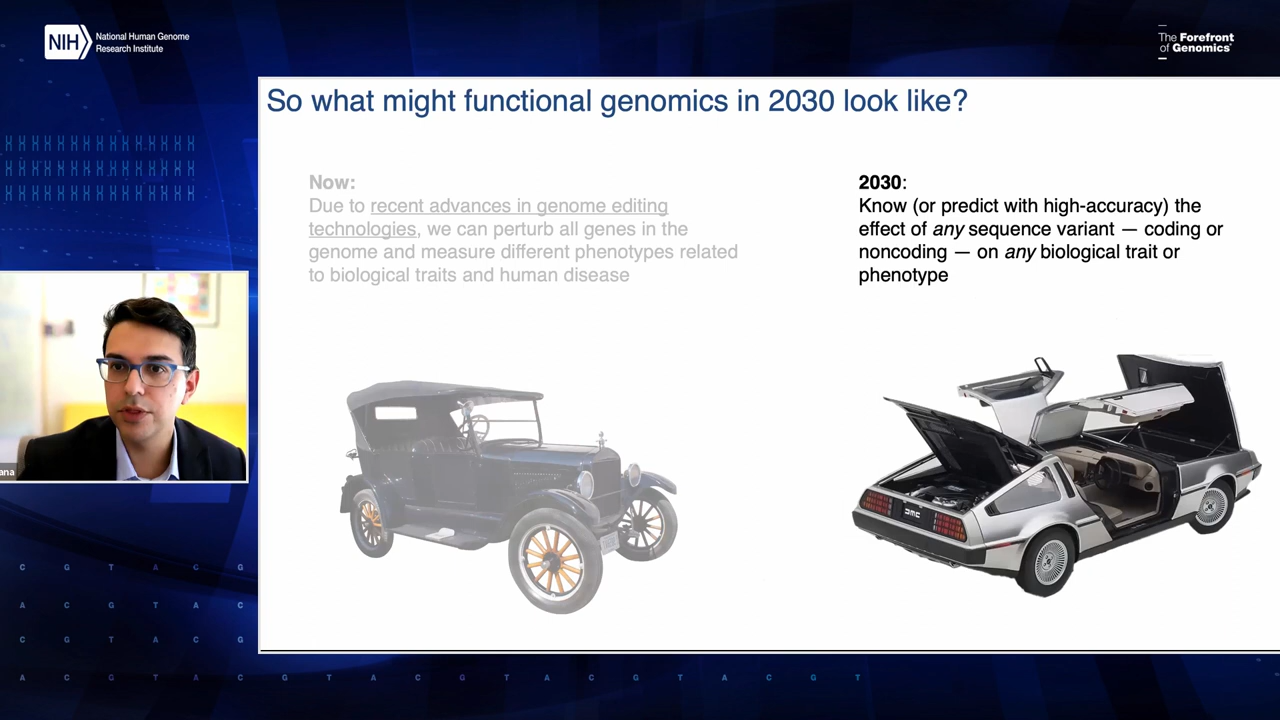 NIH
National Human Genome
Research Institute
The Forefront
of Genomics®
So what might functional genomics in 2030 look like?
Now:
Due to recent advances in genome editing
technologies, we can perturb all genes in the
genome and measure different phenotypes related
to biological traits and human disease
2030:
Know (or predict with high-accuracy) the
effect of any sequence variant — coding or
noncoding — on any biological trait or
phenotype
DMC
ana
C G T A C G
A C G T A C
C G T A C G
A C G T A C G T A C G T A C G T A C G T